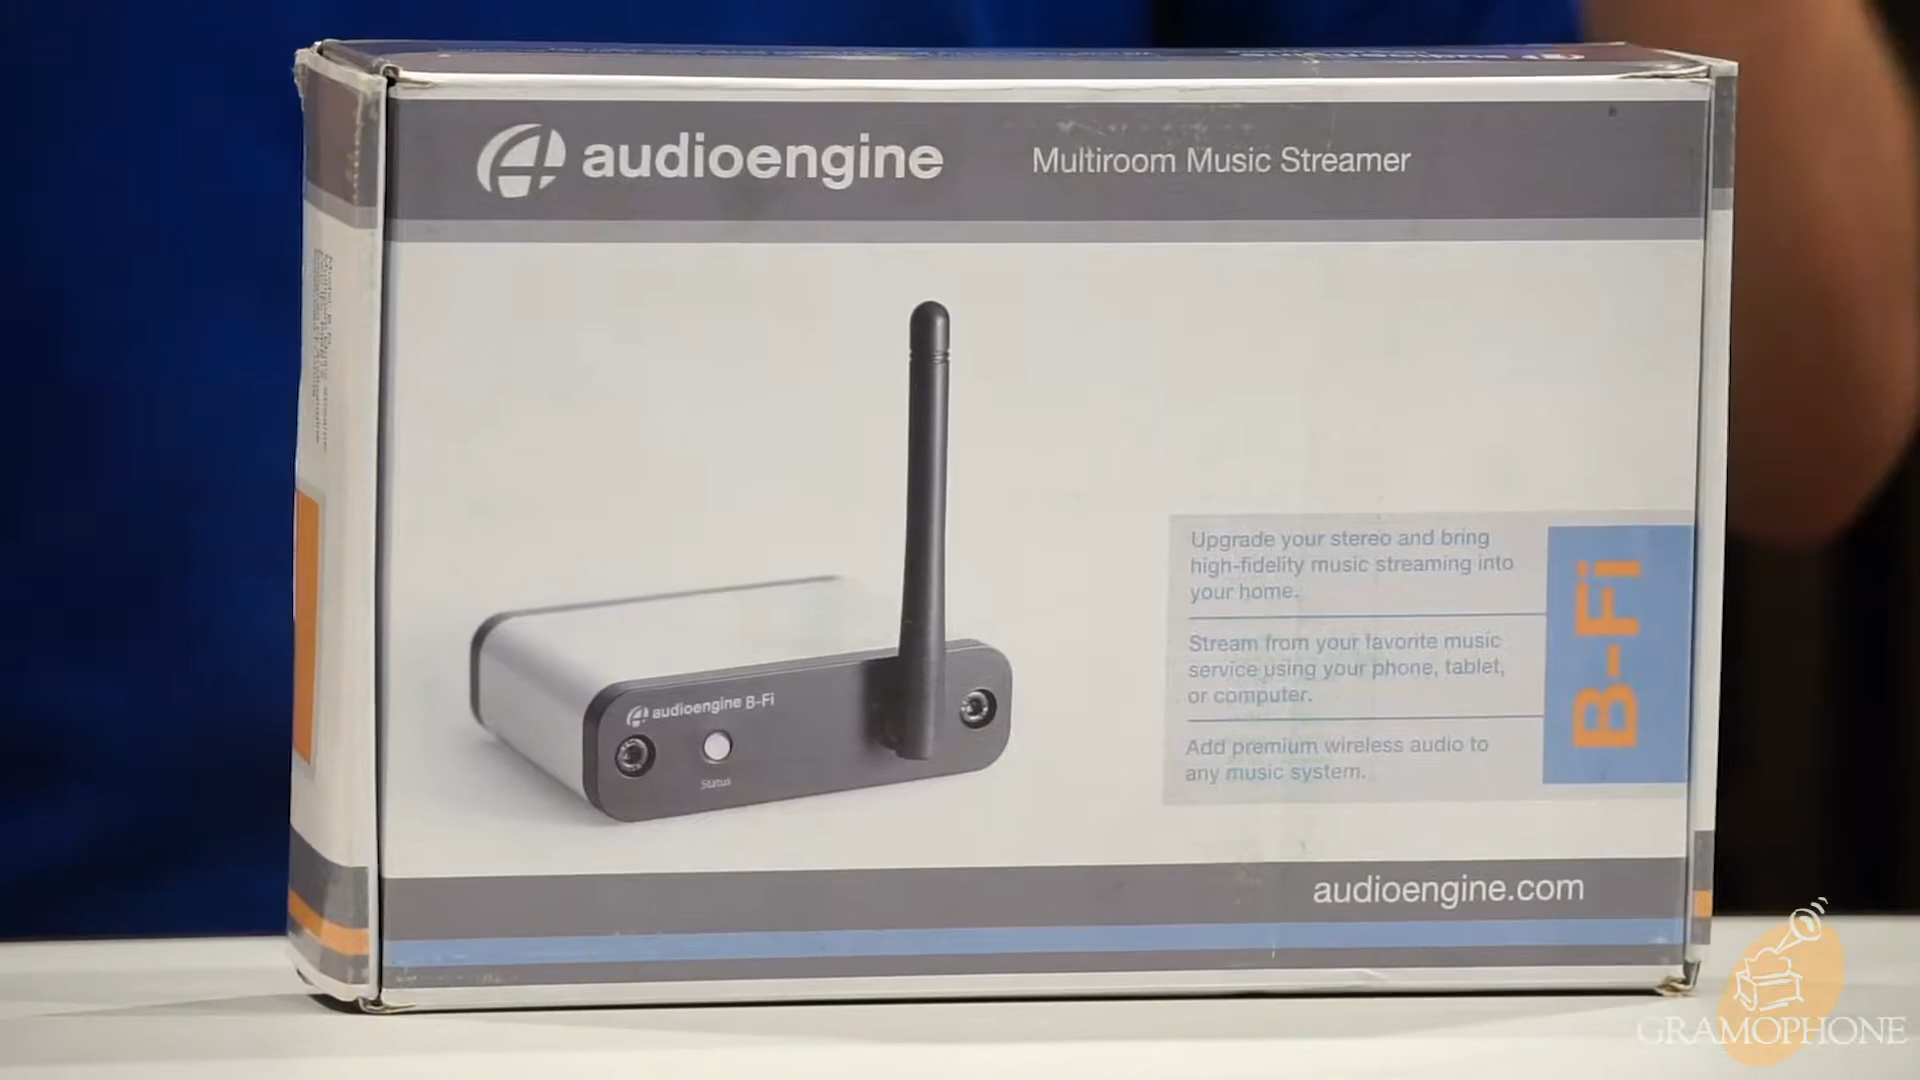 audioengine
Multiroom Music Streamer
audioengine B-Fi
Status
Upgrade your stereo and bring
high-fidelity music streaming into
your home.
Stream from your favorite music
service using your phone, tablet,
or computer.
Add premium wireless audio to
any music system.
B-Fi
audioengine.com
GRAMOPHONE